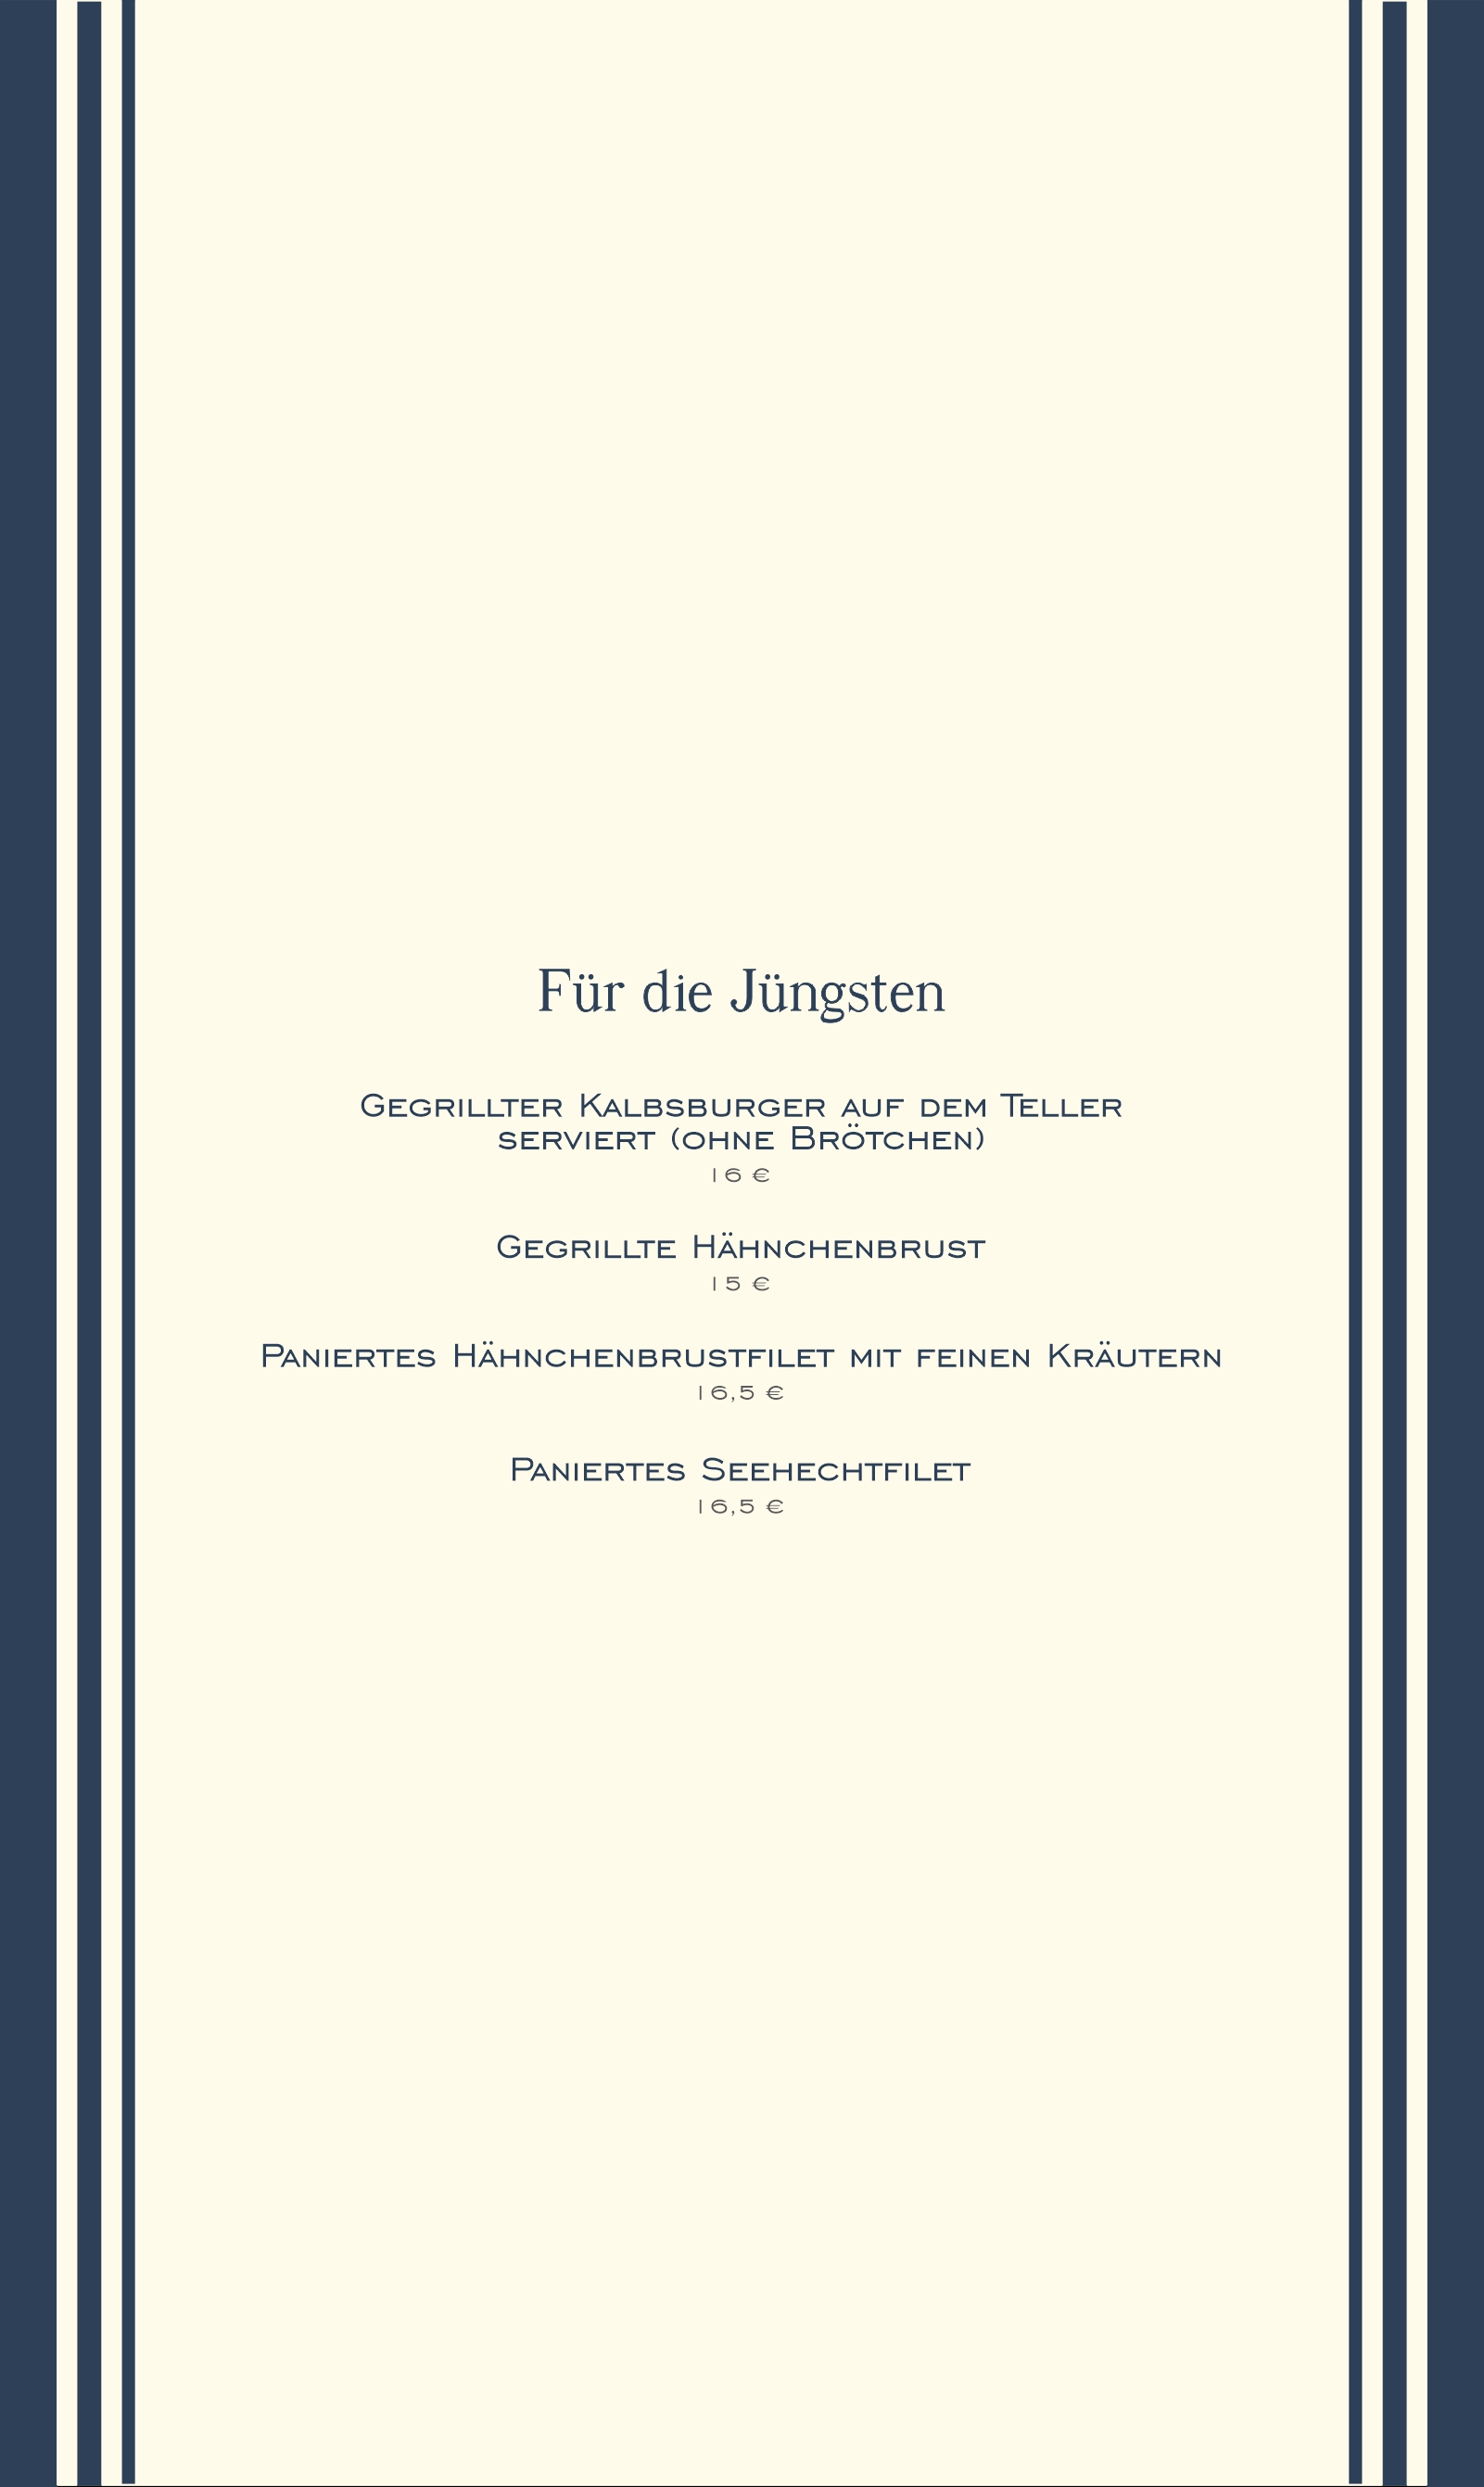 Für die Jüngsten
Gegrillter Kalbsburger auf dem Teller
serviert (ohne Brötchen)
16 €
Gegrillte Hähnchenbrust
15 €
Paniertes Hähnchenbrustfilet mit feinen Kräutern
16,5 €
Paniertes Seehechtfilet
16,5 €